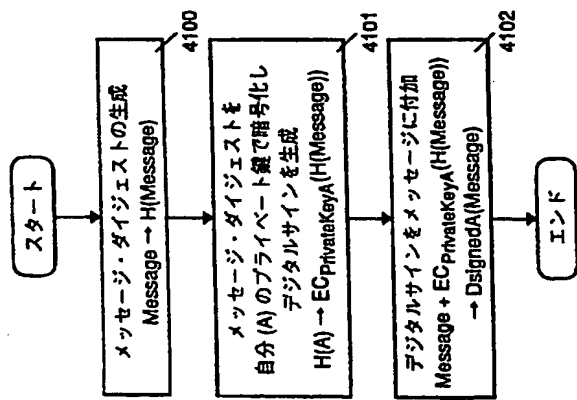 スタート
メッセージ・ダイジェストの生成
Message → H(Message)
4100
メッセージ・ダイジェストを
自分(A)のプライベート鍵で暗号化し
デジタルサインを生成
H(A) → ECPrivateKeyA(H(Message))
4101
デジタルサインをメッセージに付加
Message + ECPrivateKeyA(H(Message))
→ DsignedA(Message)
4102
エンド